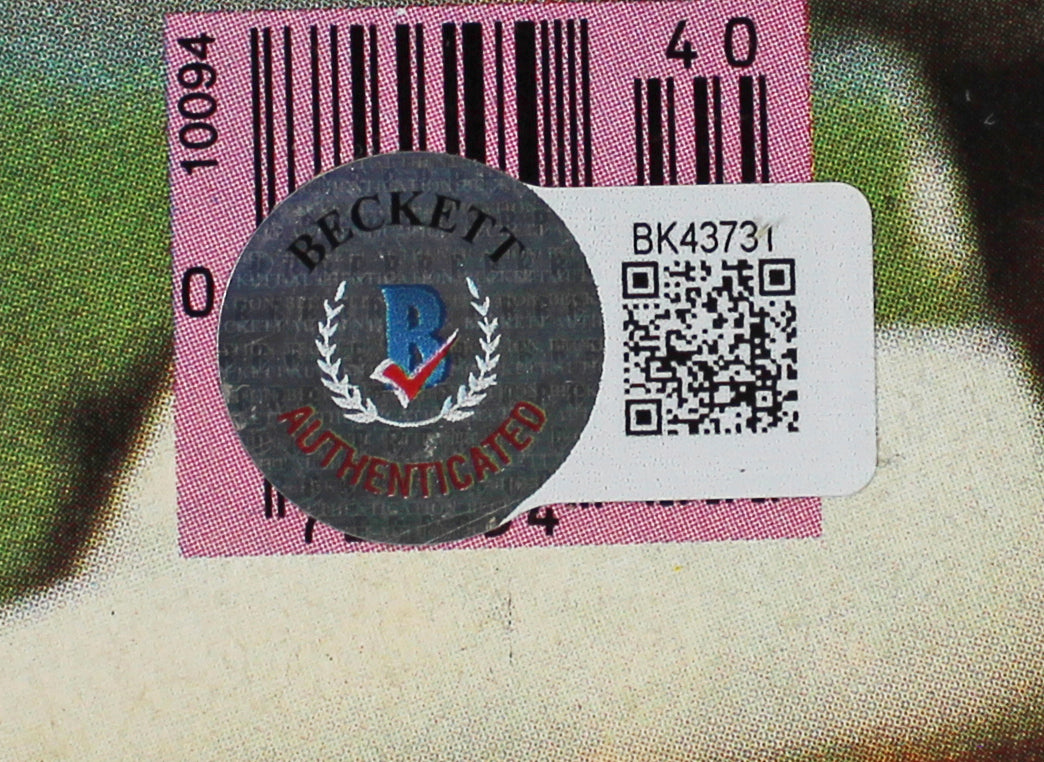 10094
40
0
BECKETT
AUTHENTICATED
BK43731